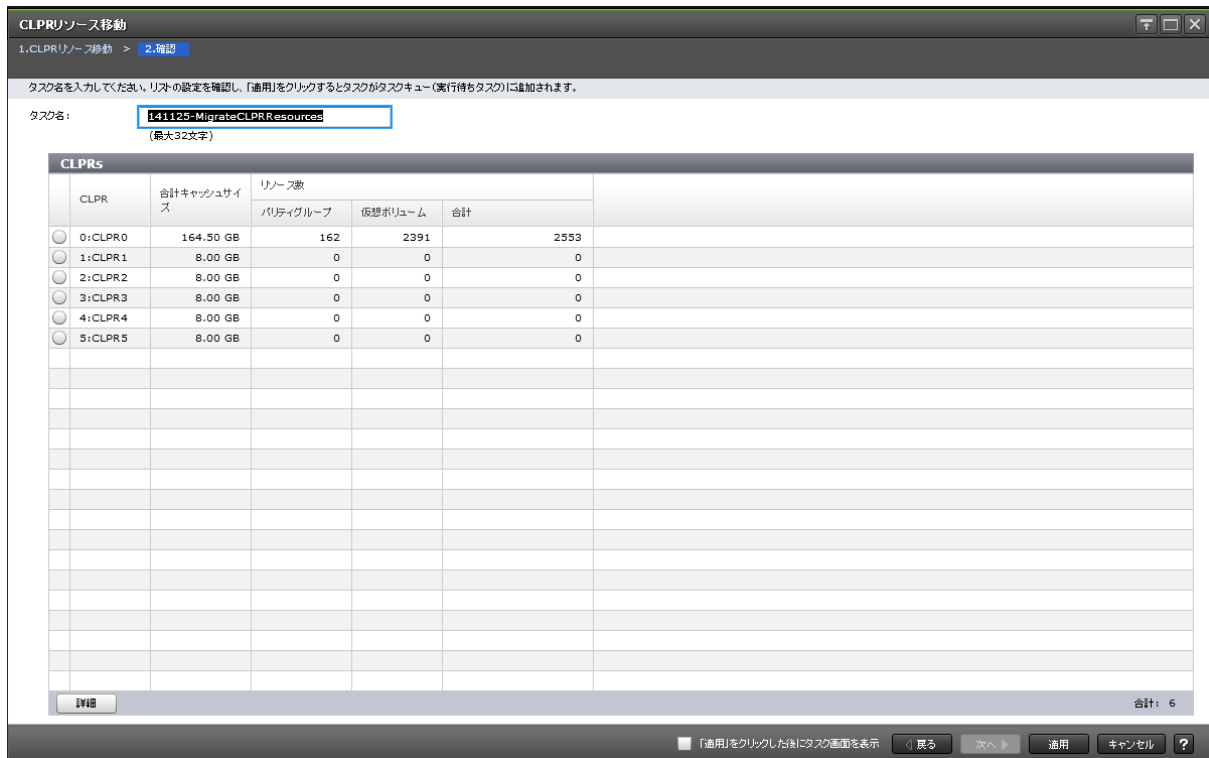 CLPRリソース移動
1.CLPRリソース移動 > 2.確認
タスク名を入力してください。リストの設定を確認し、「適用」をクリックするとタスクがタスクキュー(実行待ちタスク)に追加されます。
タスク名: 141125-MigrateCLPRResources
(最大32文字)
CLPRs
CLPR 合計キャッシュサイズ リソース数
パリティグループ 仮想ボリューム 合計
0:CLPR0 164.50 GB 162 2391 2553
1:CLPR1 8.00 GB 0 0 0
2:CLPR2 8.00 GB 0 0 0
3:CLPR3 8.00 GB 0 0 0
4:CLPR4 8.00 GB 0 0 0
5:CLPR5 8.00 GB 0 0 0
詳細 合計: 6
「適用」をクリックした後にタスク画面を表示 戻る 次へ 適用 キャンセル ?